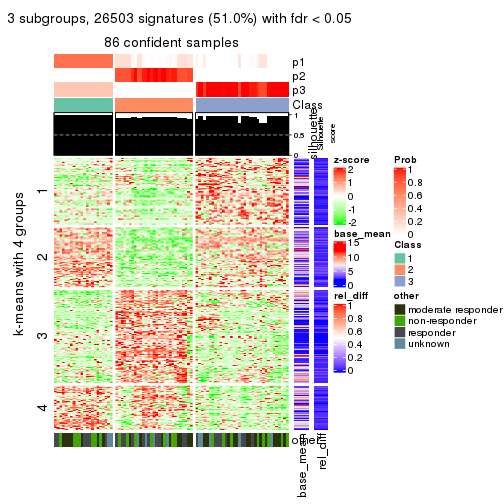 3 subgroups, 26503 signatures (51.0%) with fdr < 0.05
86 confident samples
p1
p2
p3
Class
1
0.5
0
silhouette
Silhouette
score
k-means with 4 groups
1
2
3
4
z-score
2
1
0
-1
-2
base_mean
15
10
5
0
rel_diff
1
0.8
0.6
0.4
0.2
0
Prob
1
0.8
0.6
0.4
0.2
0
Class
1
2
3
other
moderate responder
non-responder
responder
unknown
other
base_mean
rel_diff